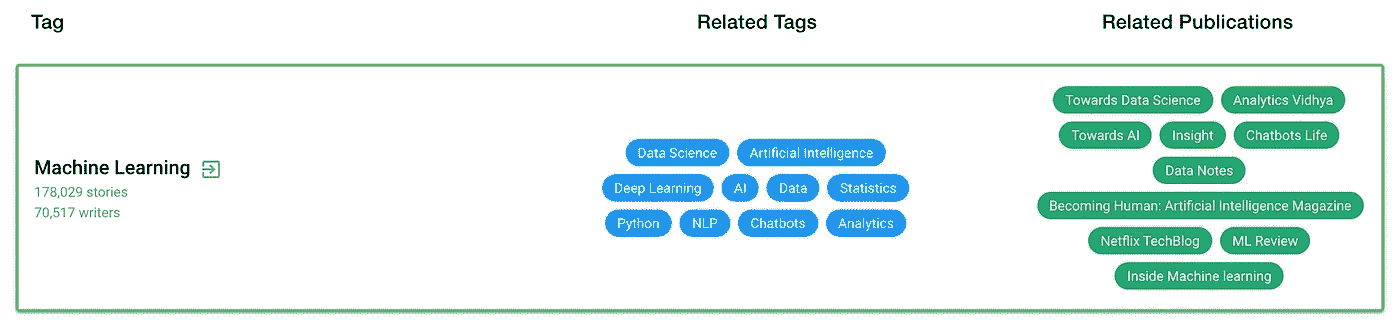 Tag
Related Tags
Related Publications
Machine Learning
178,029 stories
70,517 writers
Data Science Artificial Intelligence
Deep Learning AI Data Statistics
Python NLP Chatbots Analytics
Towards Data Science Analytics Vidhya
Towards AI Insight Chatbots Life
Data Notes
Becoming Human: Artificial Intelligence Magazine
Netflix TechBlog ML Review
Inside Machine learning